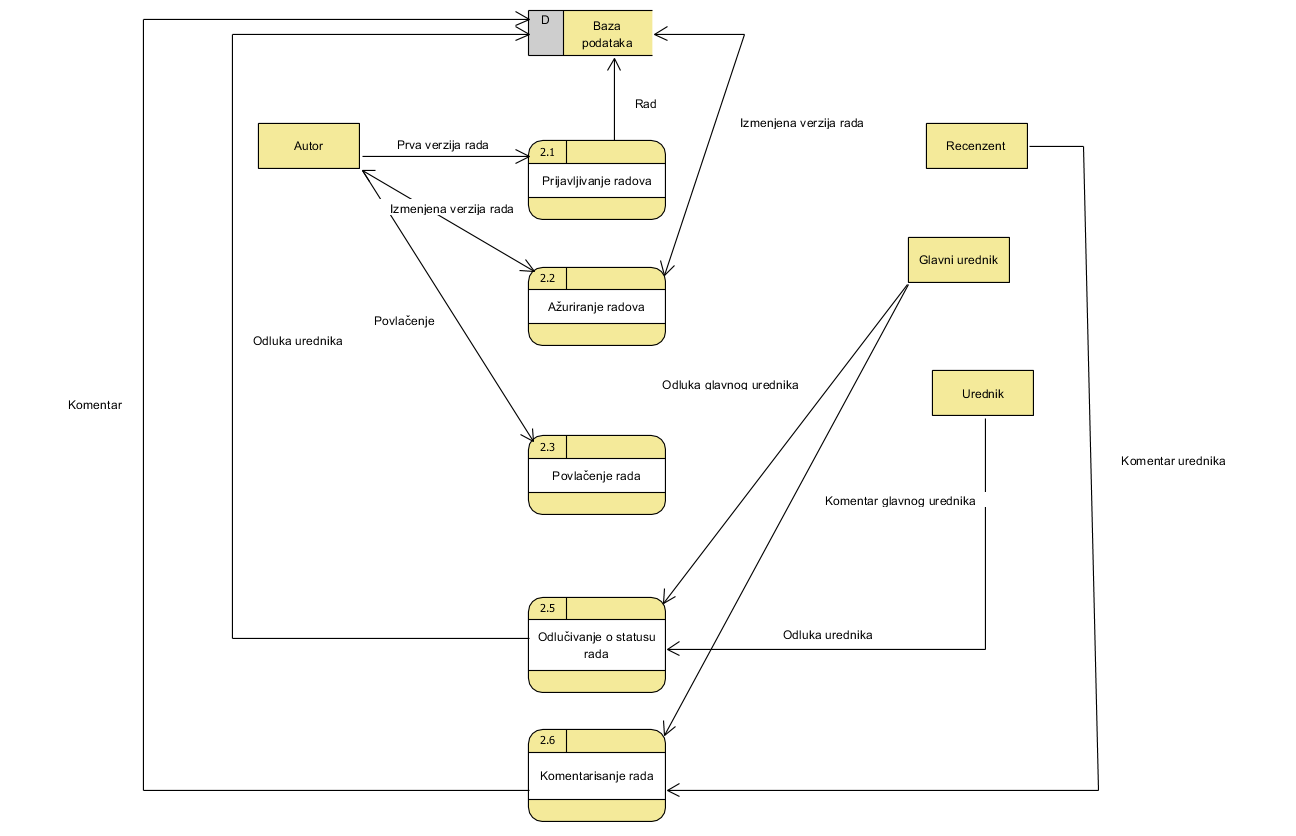 D
Baza
podataka
Rad
Izmenjena verzija rada
Autor
Prva verzija rada
2.1
Prijavljivanje radova
Recenzent
Izmenjena verzija rada
Glavni urednik
2.2
Ažuriranje radova
Povlačenje
Odluka urednika
Odluka glavnog urednika
Urednik
Komentar
2.3
Povlačenje rada
Komentar urednika
Komentar glavnog urednika
2.5
Odlučivanje o statusu
rada
Odluka urednika
2.6
Komentarisanje rada